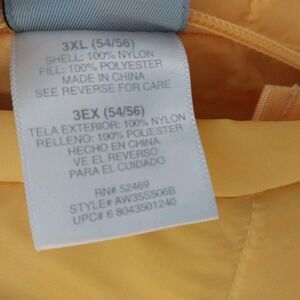 3XL (54/56)
SHELL: 100% NYLON
FILL: 100% POLYESTER
MADE IN CHINA
SEE REVERSE FOR CARE
3EX (54/56)
TELA EXTERIOR: 100% NYLON
RELLENO: 100% POLIESTER
HECHO EN CHINA
VE EL REVERSO
PARA EL CUIDADO
RN# 52469
STYLE# AW35S506B
UPC# 6 8043501240